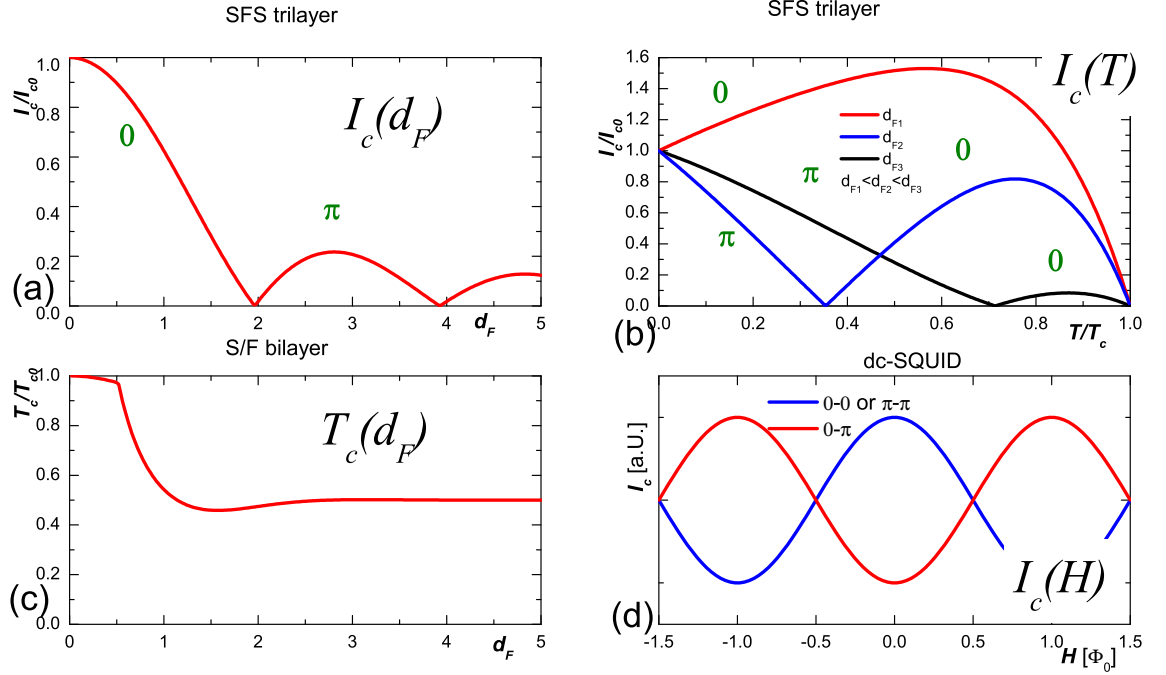 SFS trilayer
I_c/I_c0
1.0
0.8
0.6
0.4
0.2
0.0
0
I_c(d_F)
π
(a)
0 1 2 3 4 5
d_F
SFS trilayer
I_c/I_c0
1.6
1.4
1.2
1.0
0.8
0.6
0.4
0.2
0.0
I_c(T)
0
d_F1
d_F2
d_F3
d_F1<d_F2<d_F3
0
π
π
0
(b)
0.0 0.2 0.4 0.6 0.8 1.0
T/T_c
S/F bilayer
T_c/T_c0
1.0
0.8
0.6
0.4
0.2
0.0
T_c(d_F)
(c)
0 1 2 3 4 5
d_F
dc-SQUID
I_c [a.U.]
0-0 or π-π
0-π
I_c(H)
(d)
-1.5 -1.0 -0.5 0.0 0.5 1.0 1.5
H [Φ_0]